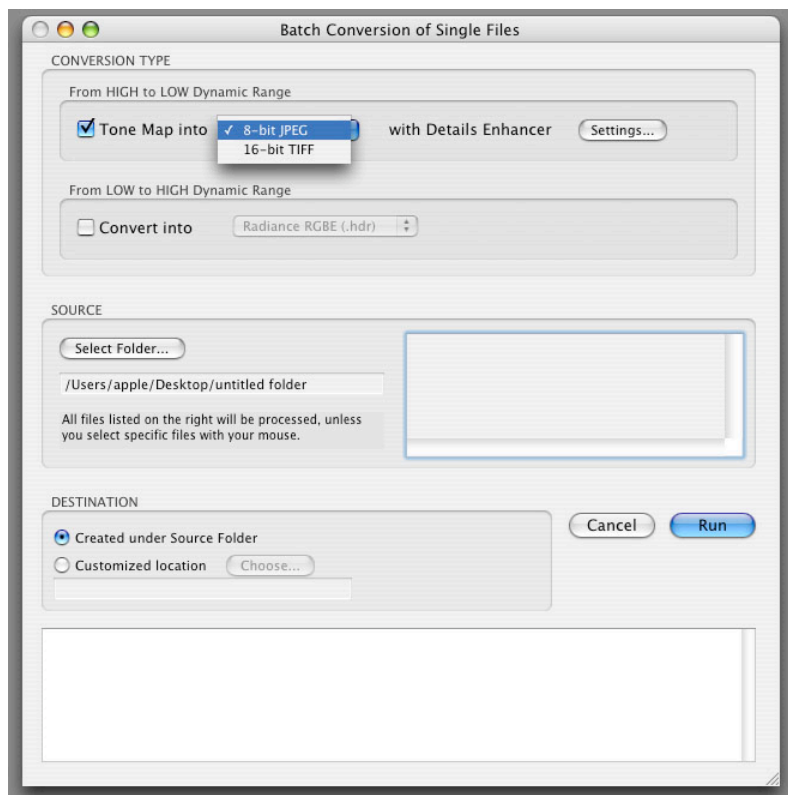 Batch Conversion of Single Files
CONVERSION TYPE
From HIGH to LOW Dynamic Range
Tone Map into ✓ 8-bit JPEG with Details Enhancer Settings...
16-bit TIFF
From LOW to HIGH Dynamic Range
Convert into Radiance RGBE (.hdr)
SOURCE
Select Folder...
/Users/apple/Desktop/untitled folder
All files listed on the right will be processed, unless
you select specific files with your mouse.
DESTINATION
Created under Source Folder
Customized location Choose...
Cancel Run